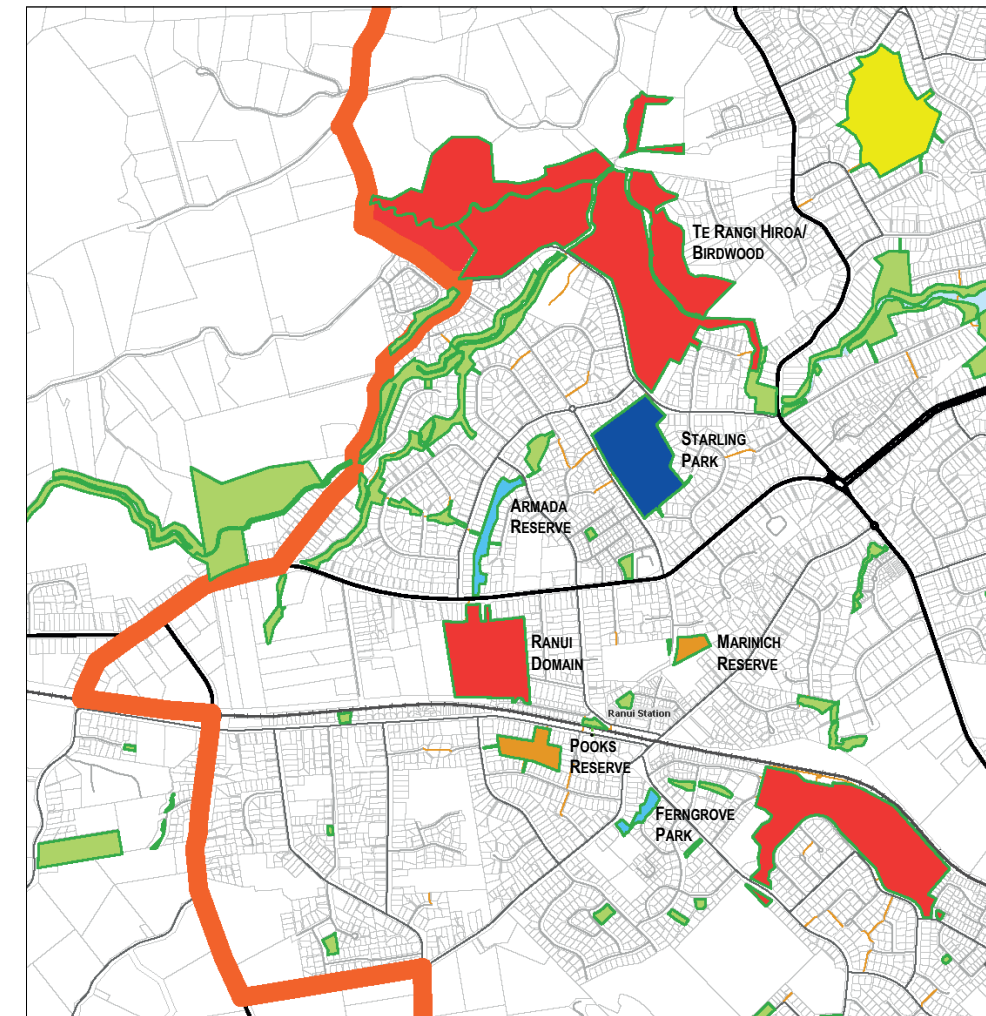 TE RANGI HIROA/
BIRDWOOD
STARLING
PARK
ARMADA
RESERVE
RANUI
DOMAIN
MARINICH
RESERVE
Ranui Station
POOKS
RESERVE
FERNGROVE
PARK